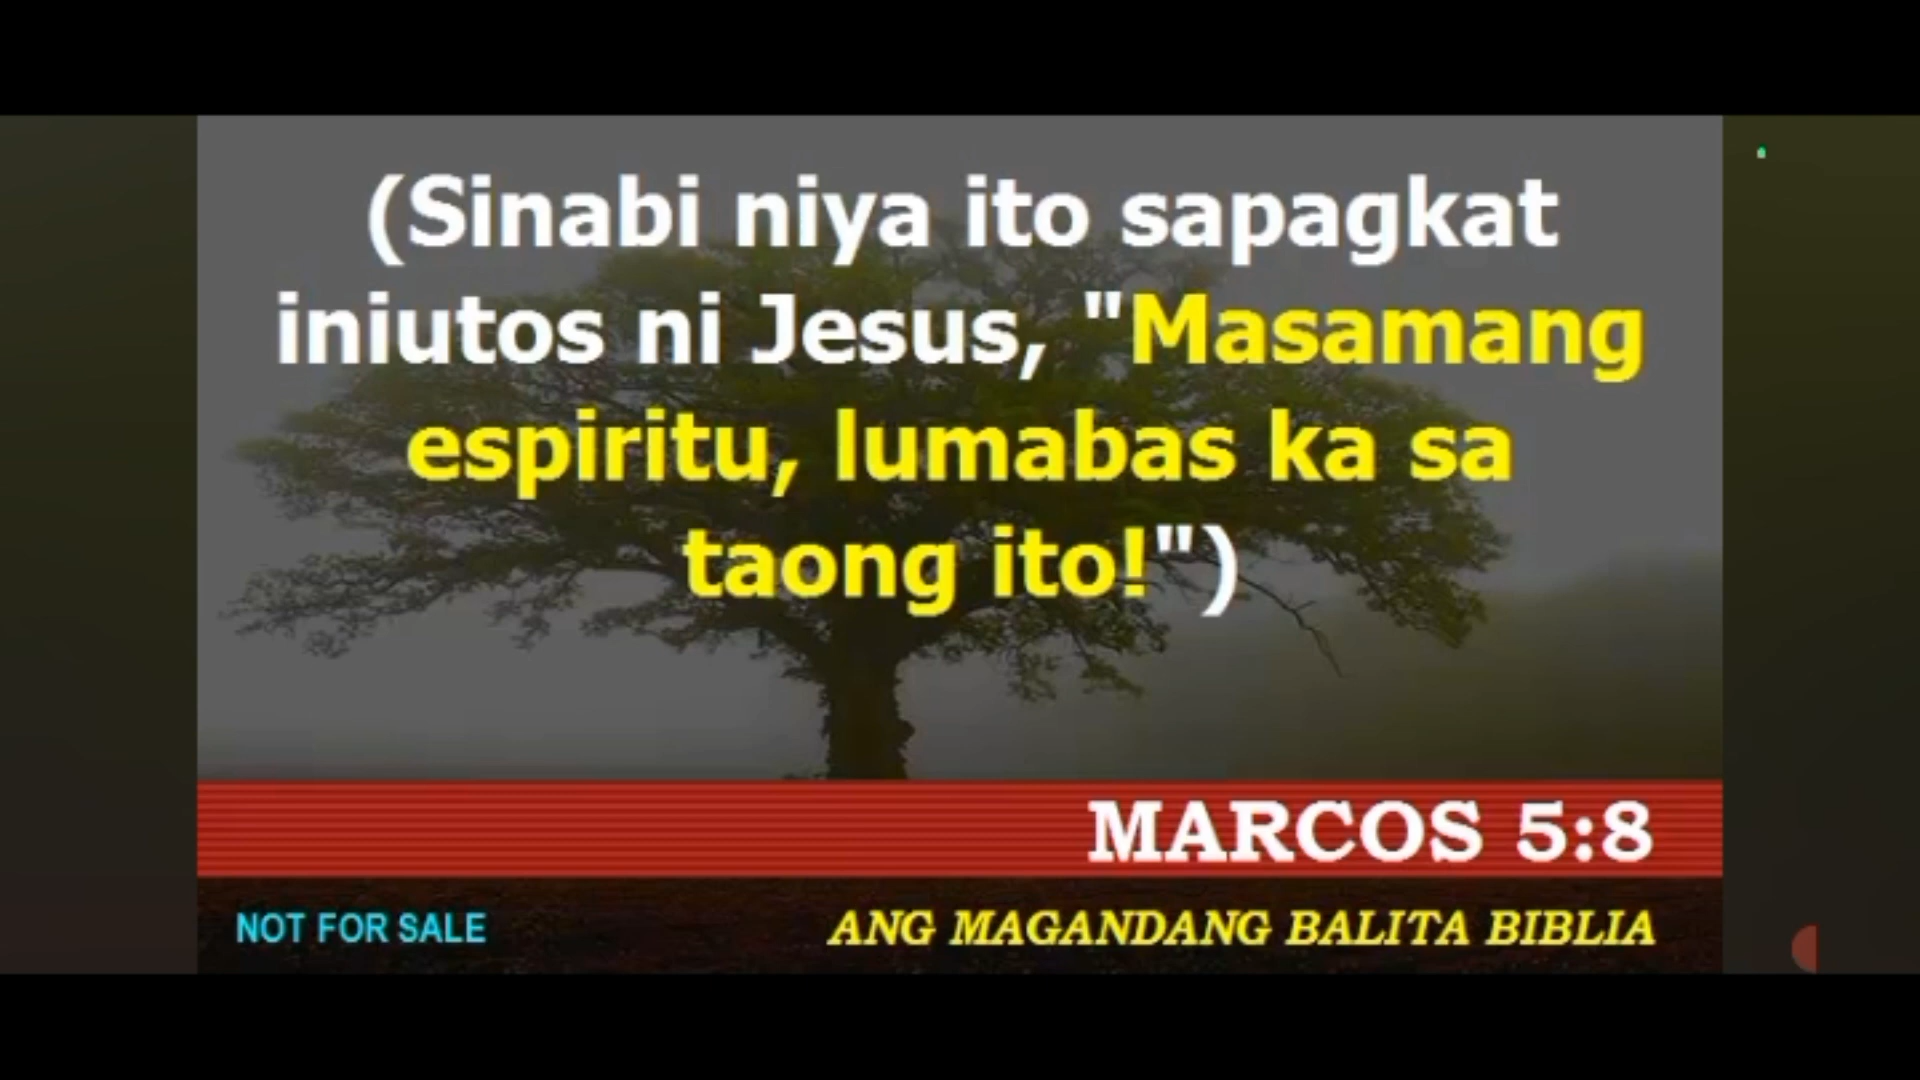 (Sinabi niya ito sapagkat
iniutos ni Jesus, "Masamang
espiritu, lumabas ka sa
taong ito!")
MARCOS 5:8
NOT FOR SALE
ANG MAGANDANG BALITA BIBLIA